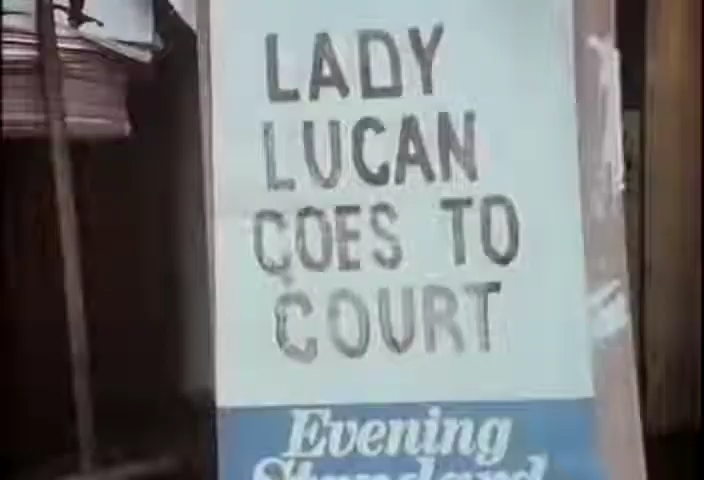 LADY
LUCAN
GOES TO
COURT
Evening
Standard